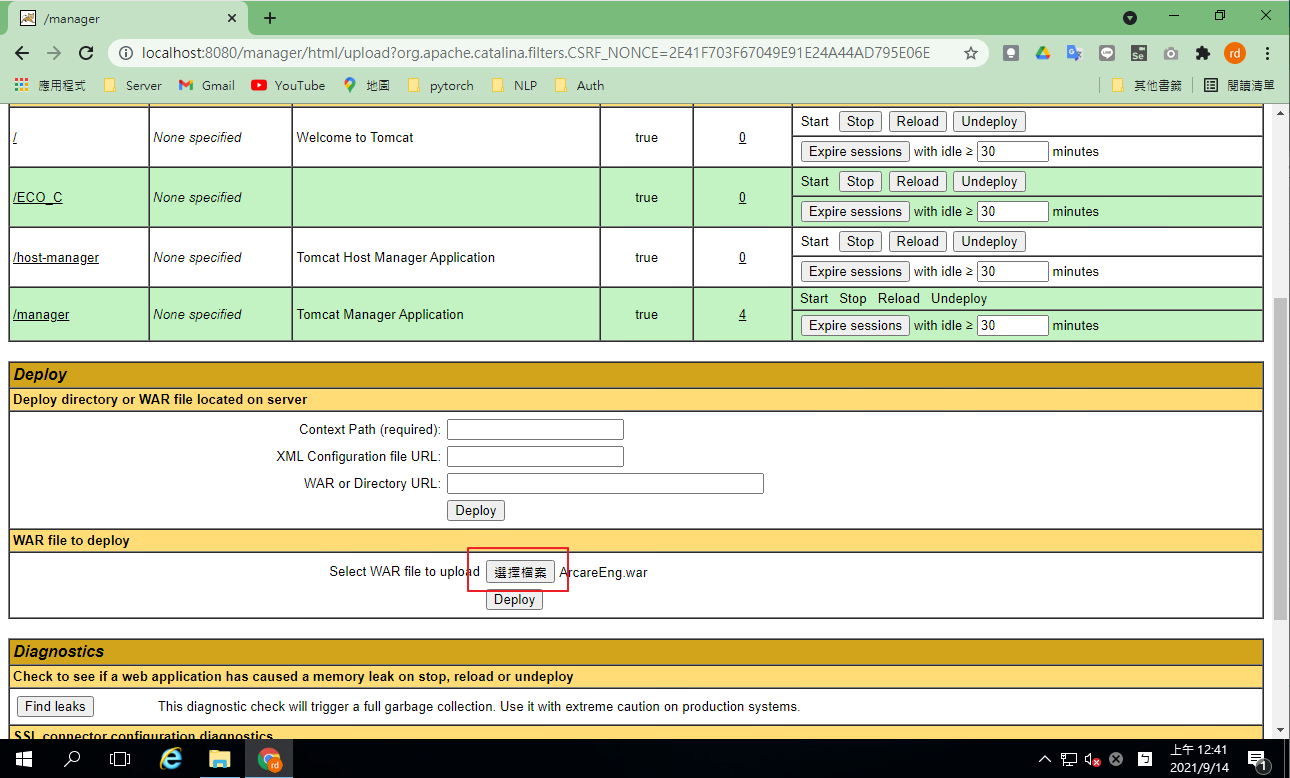 /manager
localhost:8080/manager/html/upload?org.apache.catalina.filters.CSRF_NONCE=2E41F703F67049E91E24A44AD795E06E
rd
應用程式 Server Gmail YouTube 地圖 pytorch NLP Auth 其他書籤 閱讀清單
/ None specified Welcome to Tomcat true 0 Start Stop Reload Undeploy
Expire sessions with idle ≥ 30 minutes
/ECO_C None specified true 0 Start Stop Reload Undeploy
Expire sessions with idle ≥ 30 minutes
/host-manager None specified Tomcat Host Manager Application true 0 Start Stop Reload Undeploy
Expire sessions with idle ≥ 30 minutes
/manager None specified Tomcat Manager Application true 4 Start Stop Reload Undeploy
Expire sessions with idle ≥ 30 minutes
Deploy
Deploy directory or WAR file located on server
Context Path (required):
XML Configuration file URL:
WAR or Directory URL:
Deploy
WAR file to deploy
Select WAR file to upload 選擇檔案 ArcareEng.war
Deploy
Diagnostics
Check to see if a web application has caused a memory leak on stop, reload or undeploy
Find leaks This diagnostic check will trigger a full garbage collection. Use it with extreme caution on production systems.
SSL connector configuration diagnostics
rd
上午 12:41
2021/9/14
1